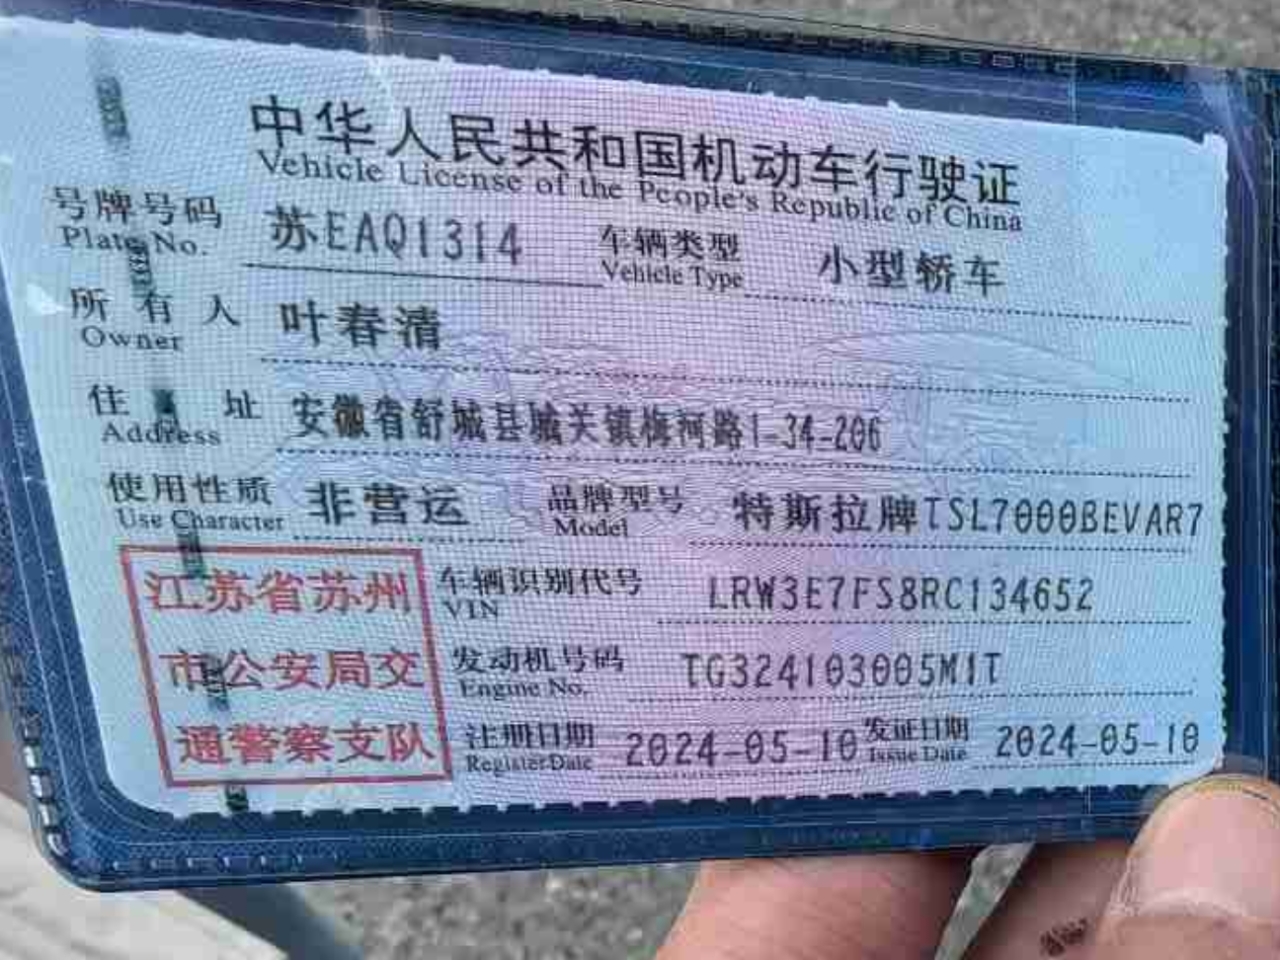 中华人民共和国机动车行驶证
Vehicle License of the People's Republic of China
号牌号码 苏EAQ1314 车辆类型 小型轿车
Plate No. Vehicle Type
所有人 叶春清
Owner
住址 安徽省舒城县城关镇梅河路1-34-206
Address
使用性质 非营运 品牌型号 特斯拉牌TSL7000BEVAR7
Use Character Model
江苏省苏州
市公安局交
通警察支队
车辆识别代号 LRW3E7FS8RC134652
VIN
发动机号码 TG324103005M1T
Engine No.
注册日期 2024-05-10 发证日期 2024-05-10
Register Date Issue Date